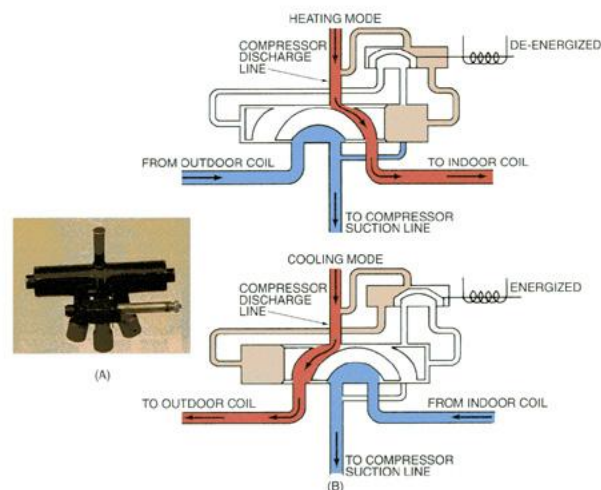 HEATING MODE
COMPRESSOR
DISCHARGE
LINE
DE-ENERGIZED
FROM OUTDOOR COIL
TO INDOOR COIL
TO COMPRESSOR
SUCTION LINE
COOLING MODE
COMPRESSOR
DISCHARGE
LINE
ENERGIZED
(A)
TO OUTDOOR COIL
FROM INDOOR COIL
TO COMPRESSOR
SUCTION LINE
(B)